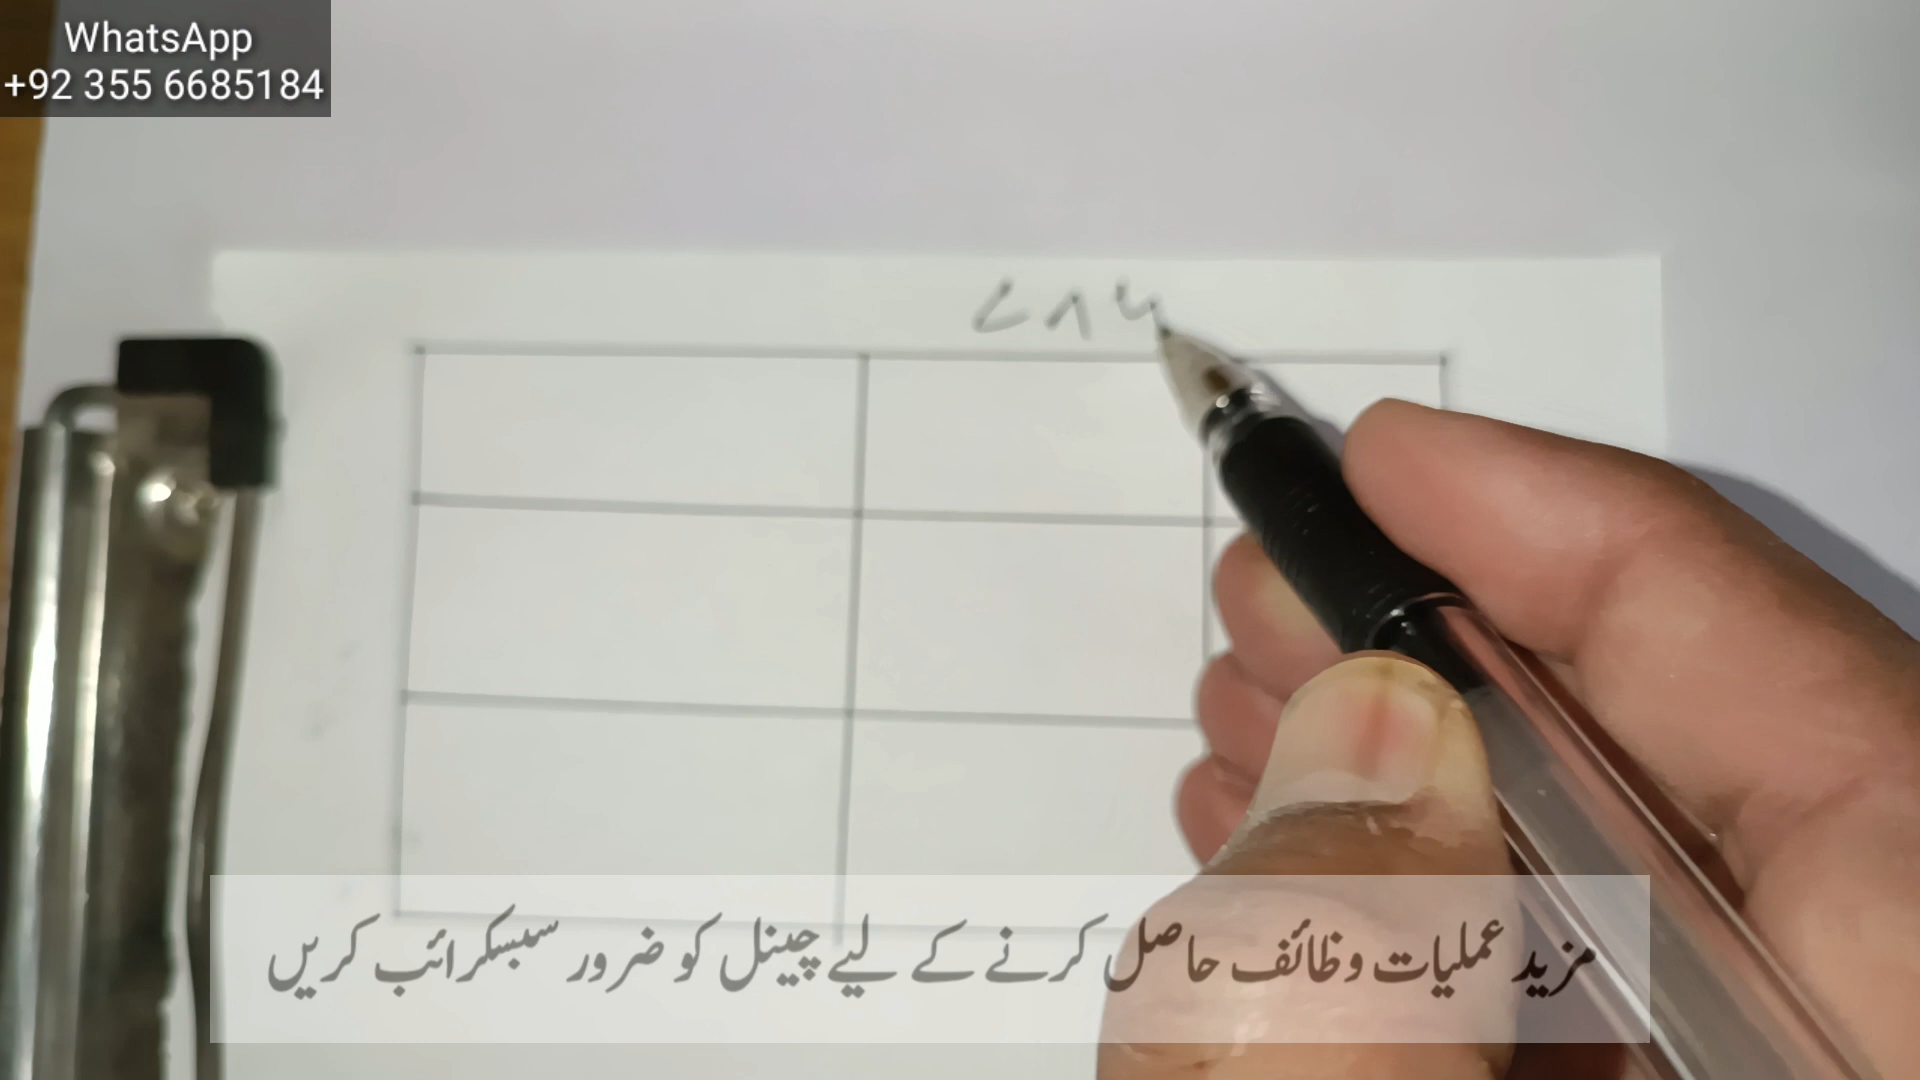 WhatsApp
+92 355 6685184
۷۸۶
مزید عملیات وظائف حاصل کرنے کے لیے چینل کو ضرور سبسکرائب کریں